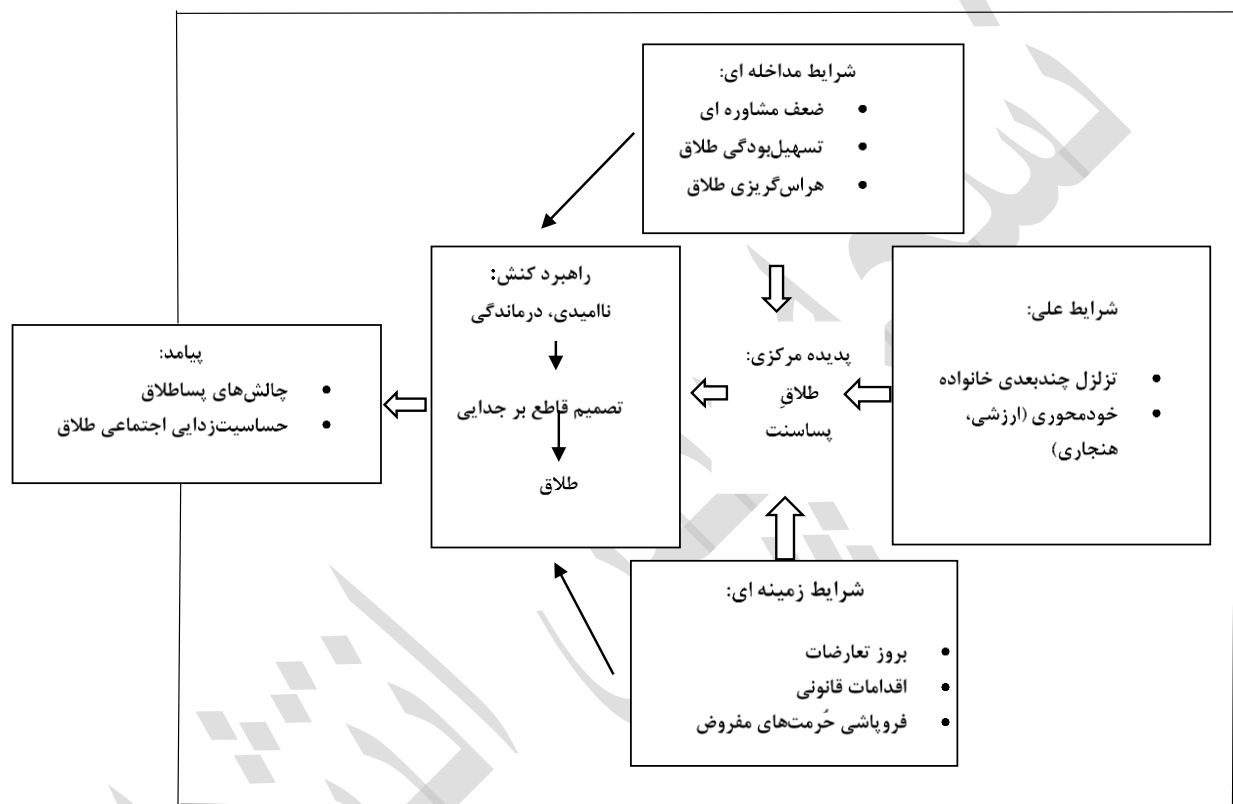 شرایط مداخله ای:
• ضعف مشاوره ای
• تسهیل‌بودگی طلاق
• هراس‌گریزی طلاق
شرایط علی:
• تزلزل چندبعدی خانواده
• خودمحوری (ارزشی،
هنجاری)
پدیده مرکزی:
طلاقِ
پساسنت
راهبرد کنش:
ناامیدی، درماندگی
تصمیم قاطع بر جدایی
طلاق
پیامد:
• چالش‌های پساطلاق
• حساسیت‌زدایی اجتماعی طلاق
شرایط زمینه ای:
• بروز تعارضات
• اقدامات قانونی
• فروپاشی حُرمت‌های مفروض